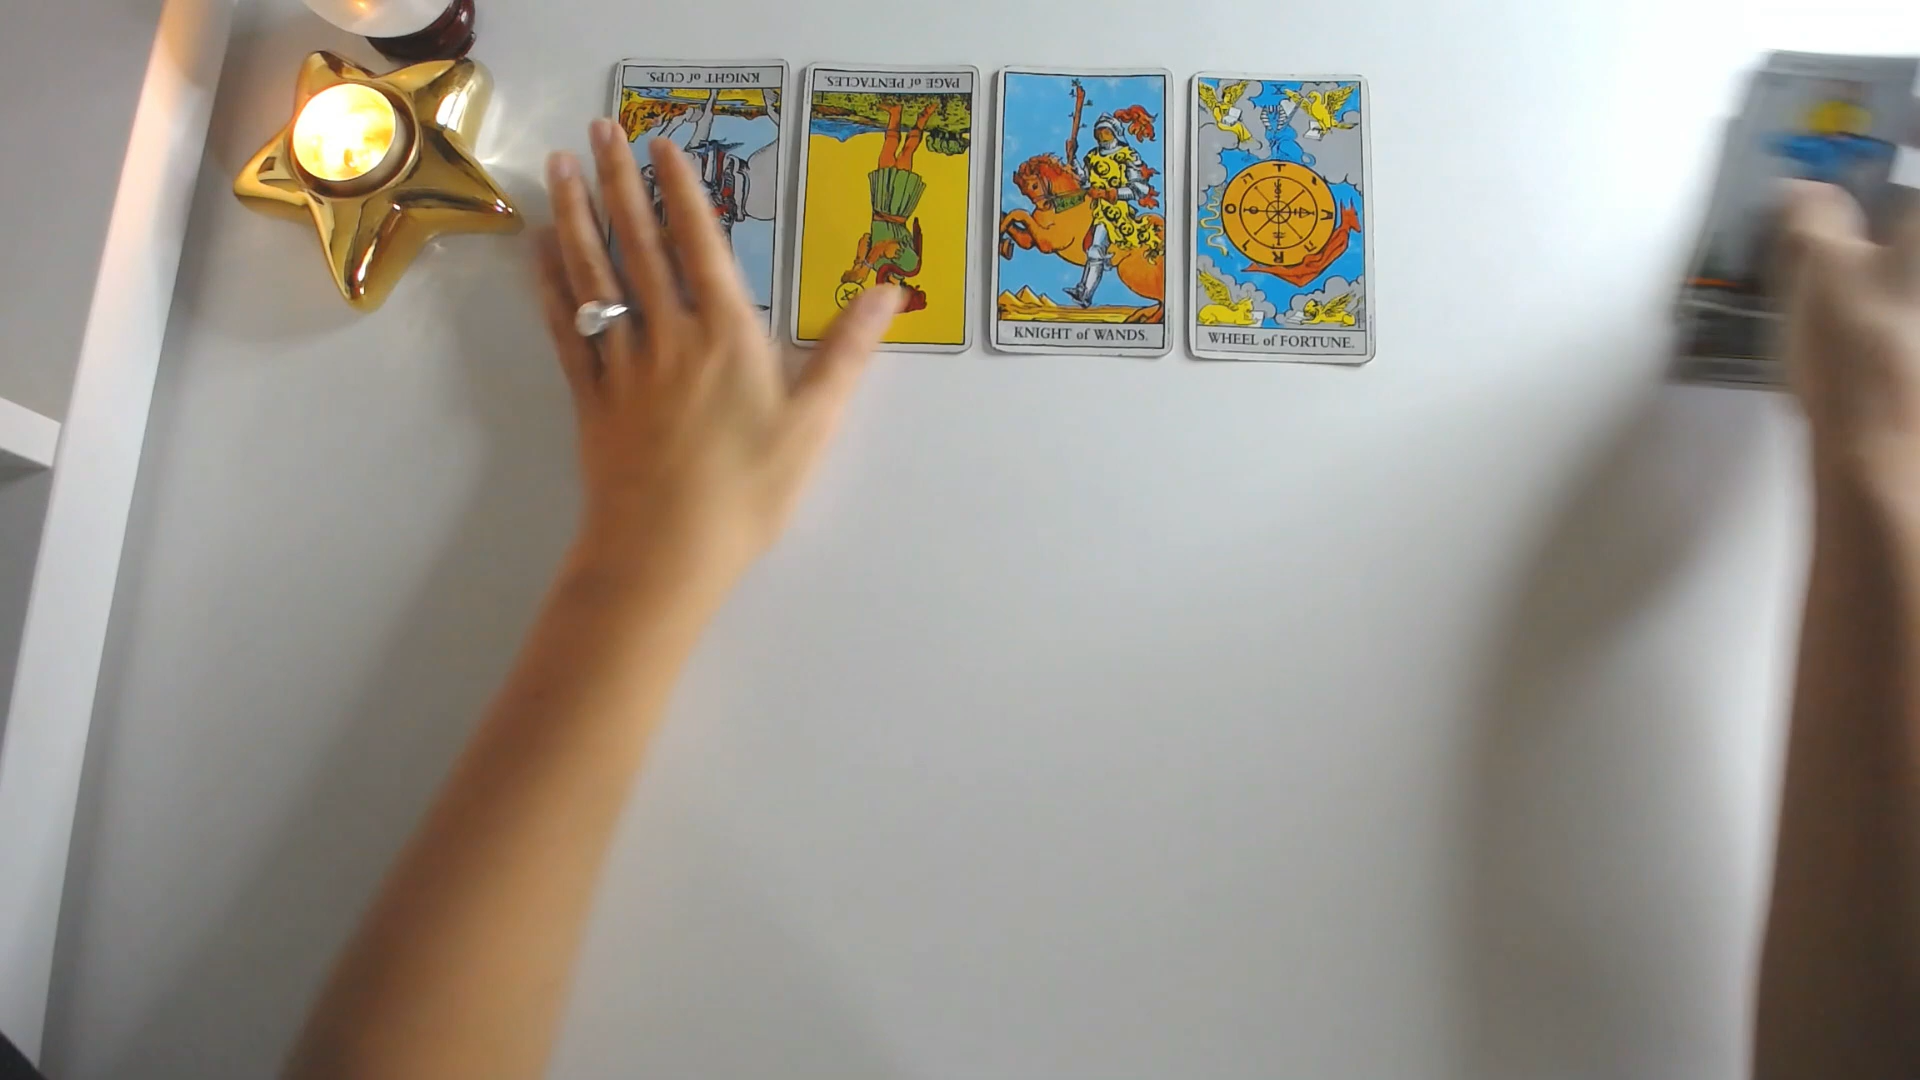 KNIGHT of CUPS.
PAGE of PENTACLES.
KNIGHT of WANDS.
X
WHEEL of FORTUNE.
T
A
R
O